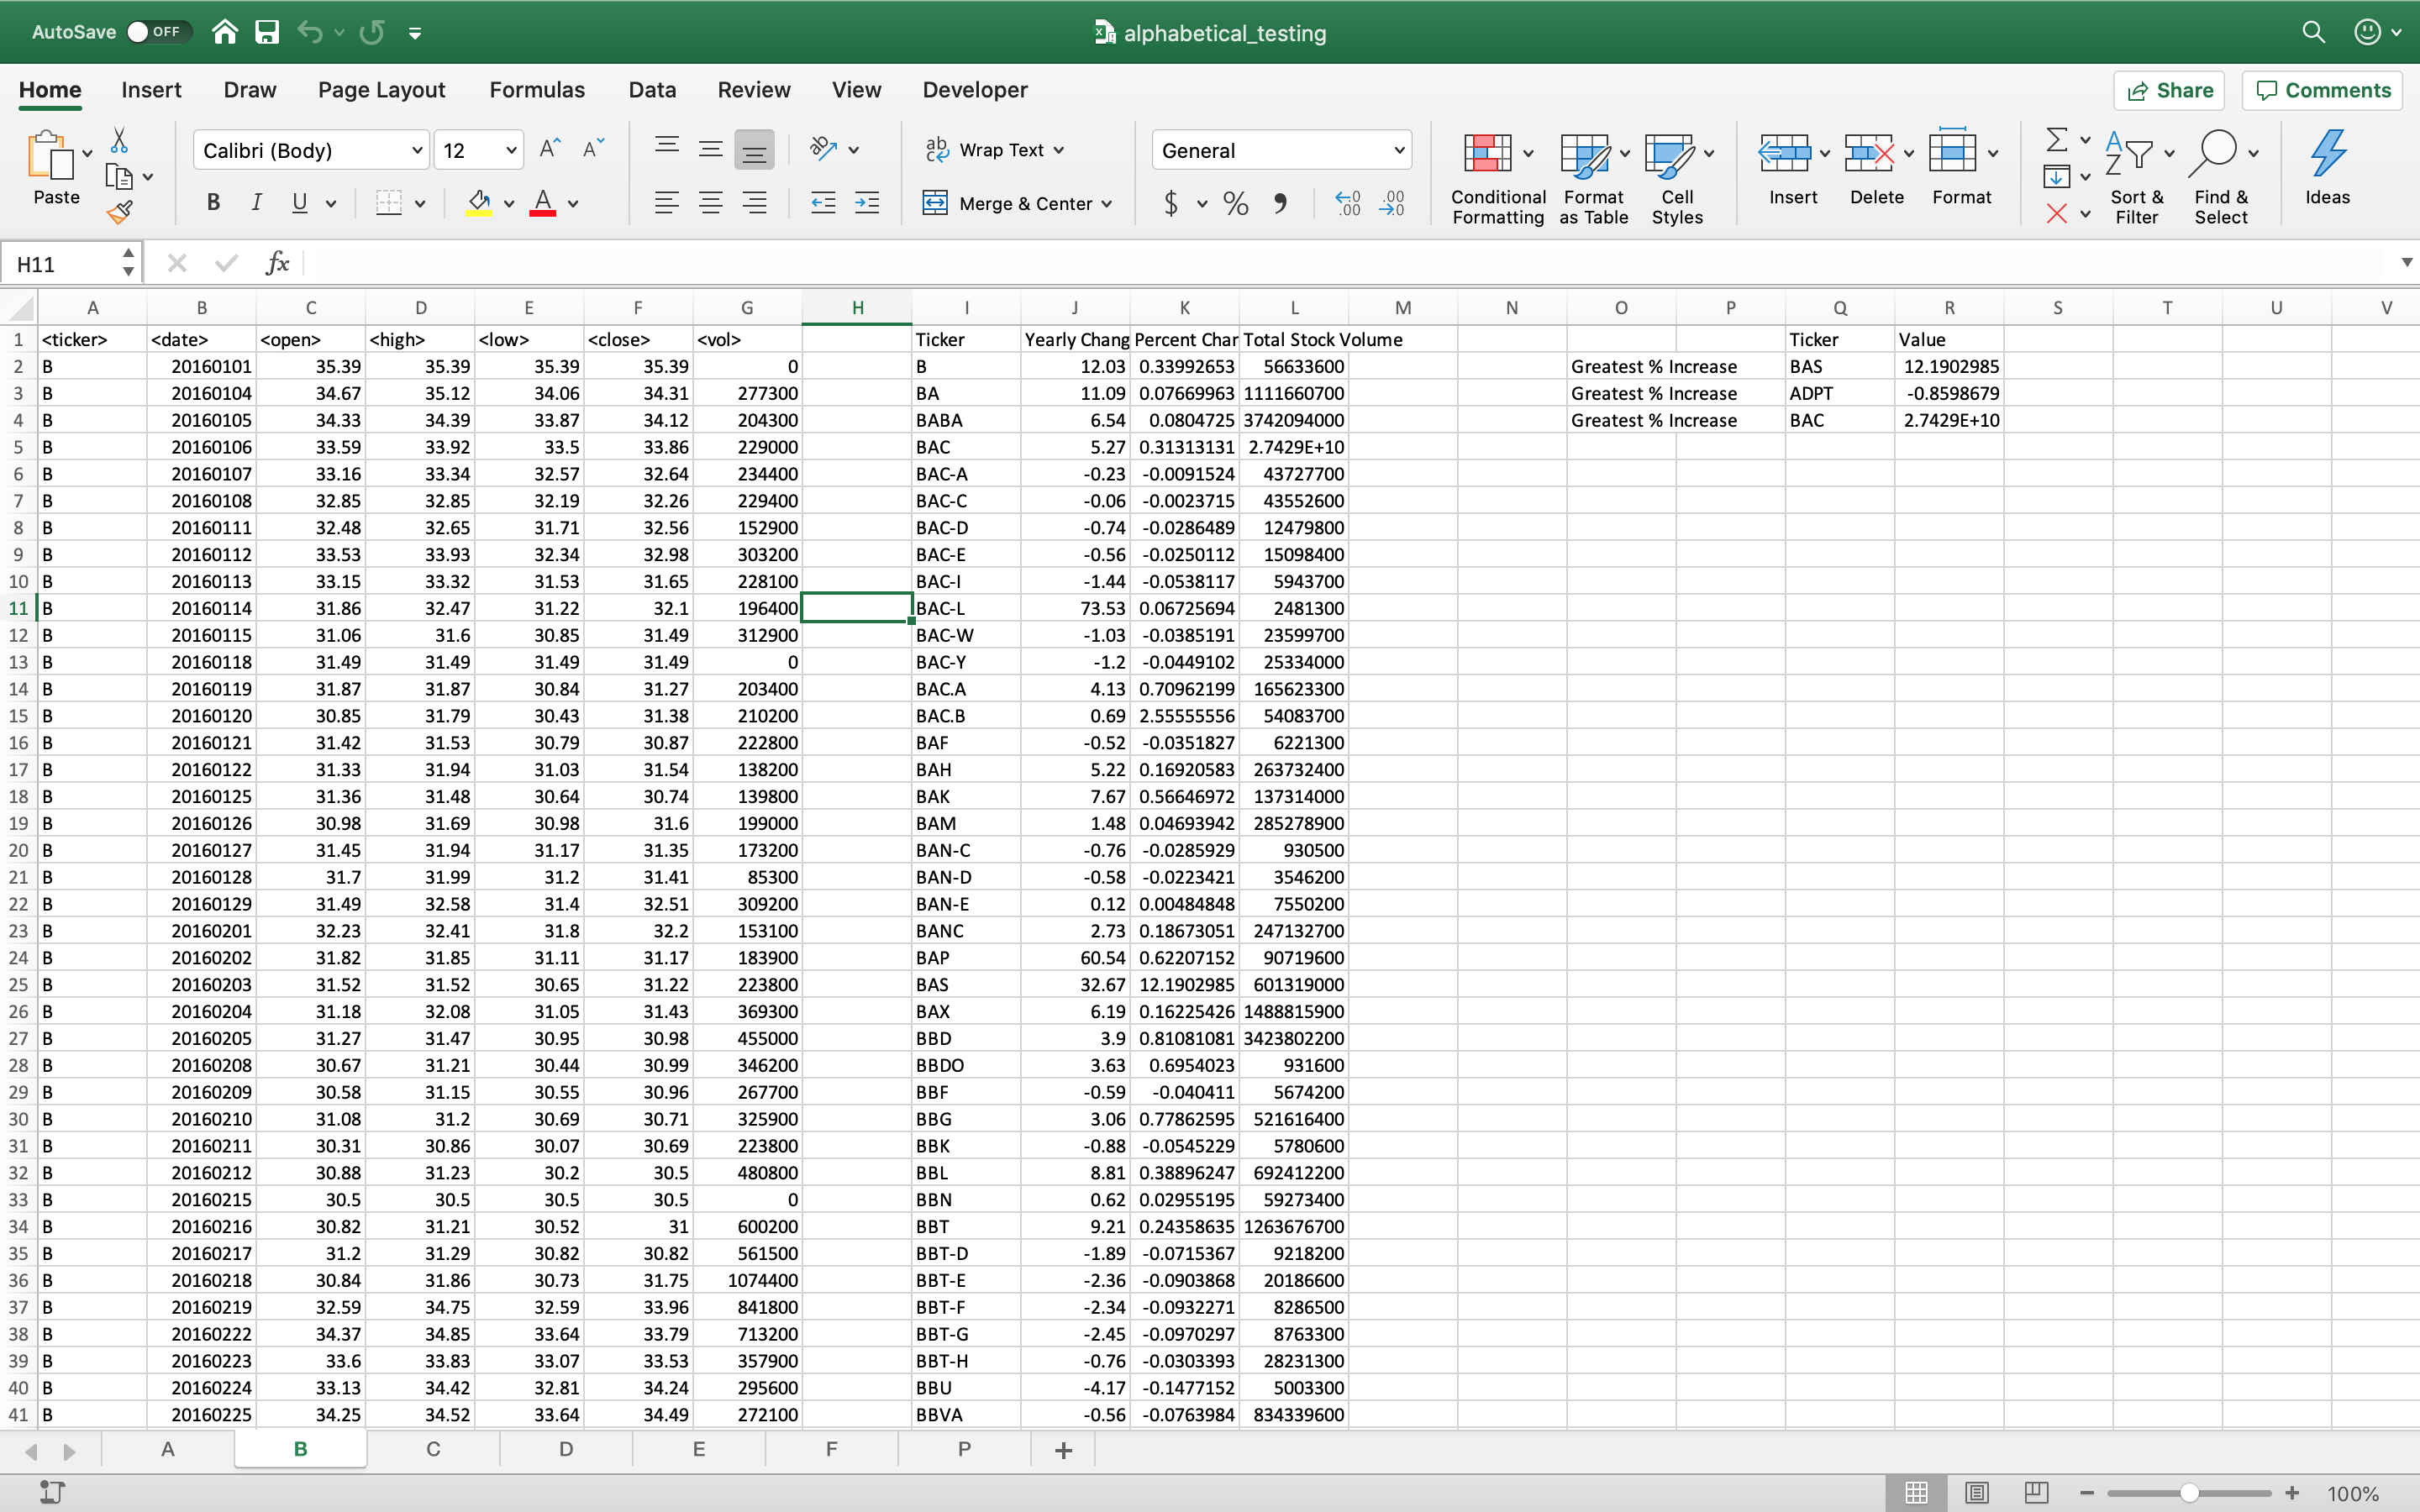 AutoSave OFF alphabetical_testing
Home Insert Draw Page Layout Formulas Data Review View Developer Share Comments
Paste Calibri (Body) 12 Wrap Text General Conditional Formatting Format as Table Cell Styles Insert Delete Format Sort & Filter Find & Select Ideas
B I U A Merge & Center $ % 
H11 fx
A B C D E F G H I J K L M N O P Q R S T U V
1 <ticker> <date> <open> <high> <low> <close> <vol> Ticker Yearly Chang Percent Char Total Stock Volume Ticker Value
2 B 20160101 35.39 35.39 35.39 35.39 0 B 12.03 0.33992653 56633600 Greatest % Increase BAS 12.1902985
3 B 20160104 34.67 35.12 34.06 34.31 277300 BA 11.09 0.07669963 1111660700 Greatest % Increase ADPT -0.8598679
4 B 20160105 34.33 34.39 33.87 34.12 204300 BABA 6.54 0.0804725 3742094000 Greatest % Increase BAC 2.7429E+10
5 B 20160106 33.59 33.92 33.5 33.86 229000 BAC 5.27 0.31313131 2.7429E+10
6 B 20160107 33.16 33.34 32.57 32.64 234400 BAC-A -0.23 -0.0091524 43727700
7 B 20160108 32.85 32.85 32.19 32.26 229400 BAC-C -0.06 -0.0023715 43552600
8 B 20160111 32.48 32.65 31.71 32.56 152900 BAC-D -0.74 -0.0286489 12479800
9 B 20160112 33.53 33.93 32.34 32.98 303200 BAC-E -0.56 -0.0250112 15098400
10 B 20160113 33.15 33.32 31.53 31.65 228100 BAC-I -1.44 -0.0538117 5943700
11 B 20160114 31.86 32.47 31.22 32.1 196400 BAC-L 73.53 0.06725694 2481300
12 B 20160115 31.06 31.6 30.85 31.49 312900 BAC-W -1.03 -0.0385191 23599700
13 B 20160118 31.49 31.49 31.49 31.49 0 BAC-Y -1.2 -0.0449102 25334000
14 B 20160119 31.87 31.87 30.84 31.27 203400 BAC.A 4.13 0.70962199 165623300
15 B 20160120 30.85 31.79 30.43 31.38 210200 BAC.B 0.69 2.55555556 54083700
16 B 20160121 31.42 31.53 30.79 30.87 222800 BAF -0.52 -0.0351827 6221300
17 B 20160122 31.33 31.94 31.03 31.54 138200 BAH 5.22 0.16920583 263732400
18 B 20160125 31.36 31.48 30.64 30.74 139800 BAK 7.67 0.56646972 137314000
19 B 20160126 30.98 31.69 30.98 31.6 199000 BAM 1.48 0.04693942 285278900
20 B 20160127 31.45 31.94 31.17 31.35 173200 BAN-C -0.76 -0.0285929 930500
21 B 20160128 31.7 31.99 31.2 31.41 85300 BAN-D -0.58 -0.0223421 3546200
22 B 20160129 31.49 32.58 31.4 32.51 309200 BAN-E 0.12 0.00484848 7550200
23 B 20160201 32.23 32.41 31.8 32.2 153100 BANC 2.73 0.18673051 247132700
24 B 20160202 31.82 31.85 31.11 31.17 183900 BAP 60.54 0.62207152 90719600
25 B 20160203 31.52 31.52 30.65 31.22 223800 BAS 32.67 12.1902985 601319000
26 B 20160204 31.18 32.08 31.05 31.43 369300 BAX 6.19 0.16225426 1488815900
27 B 20160205 31.27 31.47 30.95 30.98 455000 BBD 3.9 0.81081081 3423802200
28 B 20160208 30.67 31.21 30.44 30.99 346200 BBDO 3.63 0.6954023 931600
29 B 20160209 30.58 31.15 30.55 30.96 267700 BBF -0.59 -0.040411 5674200
30 B 20160210 31.08 31.2 30.69 30.71 325900 BBG 3.06 0.77862595 521616400
31 B 20160211 30.31 30.86 30.07 30.69 223800 BBK -0.88 -0.0545229 5780600
32 B 20160212 30.88 31.23 30.2 30.5 480800 BBL 8.81 0.38896247 692412200
33 B 20160215 30.5 30.5 30.5 30.5 0 BBN 0.62 0.02955195 59273400
34 B 20160216 30.82 31.21 30.52 31 600200 BBT 9.21 0.24358635 1263676700
35 B 20160217 31.2 31.29 30.82 30.82 561500 BBT-D -1.89 -0.0715367 9218200
36 B 20160218 30.84 31.86 30.73 31.75 1074400 BBT-E -2.36 -0.0903868 20186600
37 B 20160219 32.59 34.75 32.59 33.96 841800 BBT-F -2.34 -0.0932271 8286500
38 B 20160222 34.37 34.85 33.64 33.79 713200 BBT-G -2.45 -0.0970297 8763300
39 B 20160223 33.6 33.83 33.07 33.53 357900 BBT-H -0.76 -0.0303393 28231300
40 B 20160224 33.13 34.42 32.81 34.24 295600 BBU -4.17 -0.1477152 5003300
41 B 20160225 34.25 34.52 33.64 34.49 272100 BBVA -0.56 -0.0763984 834339600
A B C D E F P +
100%